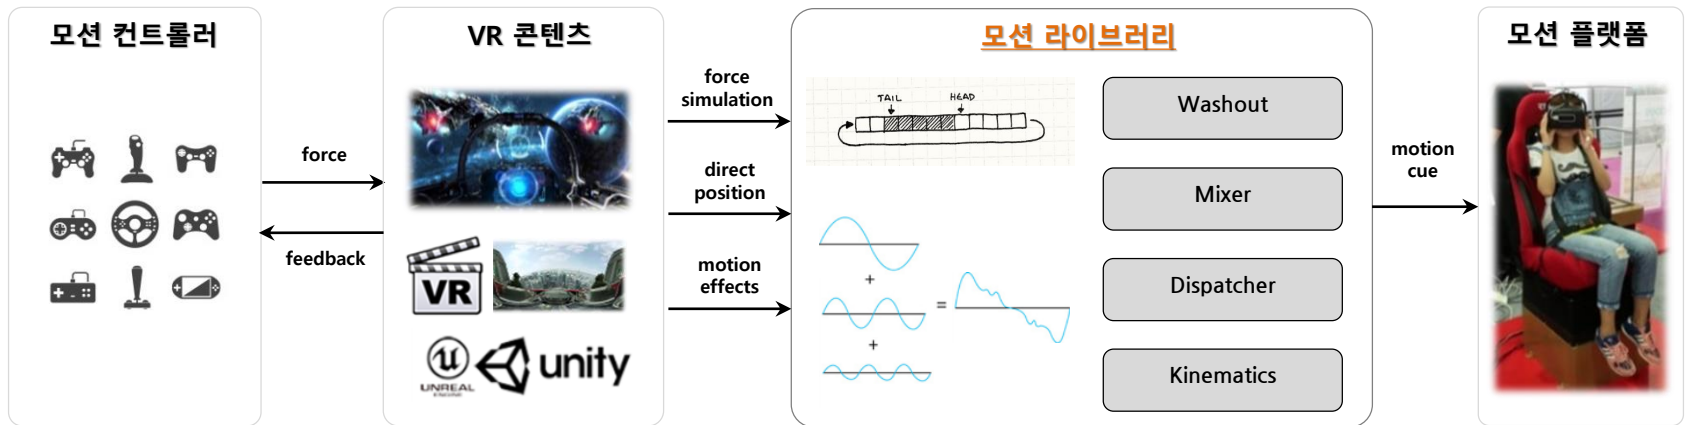 모션 컨트롤러
force
feedback
VR 콘텐츠
VR
UNREAL
unity
force
simulation
direct
position
motion
effects
모션 라이브러리
TAIL
HEAD
+
=
+
Washout
Mixer
Dispatcher
Kinematics
motion
cue
모션 플랫폼